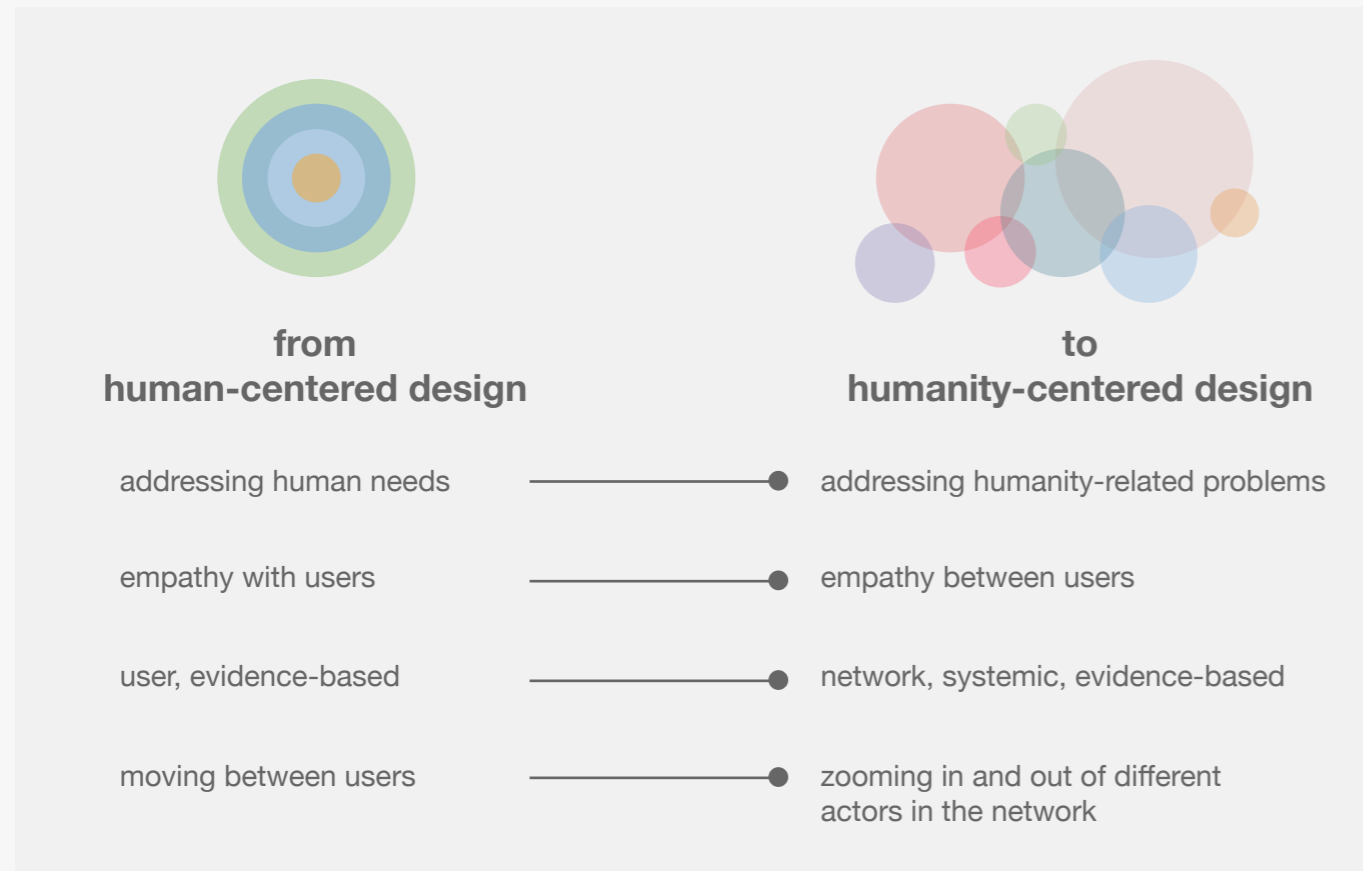 from
human-centered design
to
humanity-centered design
addressing human needs
addressing humanity-related problems
empathy with users
empathy between users
user, evidence-based
network, systemic, evidence-based
moving between users
zooming in and out of different
actors in the network